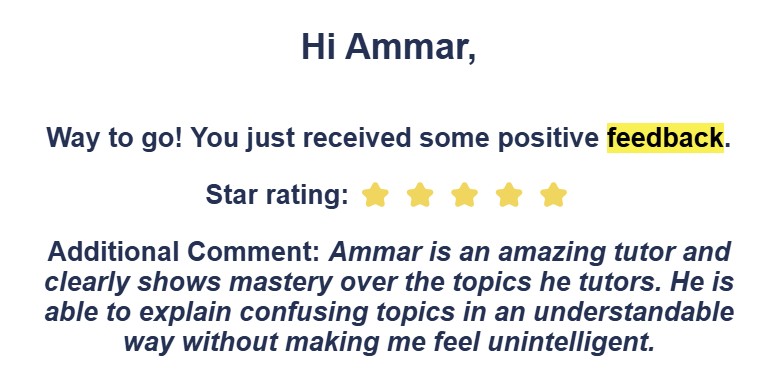 Hi Ammar,
Way to go! You just received some positive feedback.
Star rating:
Additional Comment: Ammar is an amazing tutor and
clearly shows mastery over the topics he tutors. He is
able to explain confusing topics in an understandable
way without making me feel unintelligent.